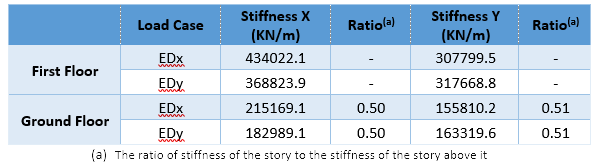 Load Case Stiffness X (KN/m) Ratio(a) Stiffness Y (KN/m) Ratio(a)
First Floor EDx 434022.1 - 307799.5 -
EDy 368823.9 - 317668.8 -
Ground Floor EDx 215169.1 0.50 155810.2 0.51
EDy 182989.1 0.50 163319.6 0.51
(a) The ratio of stiffness of the story to the stiffness of the story above it